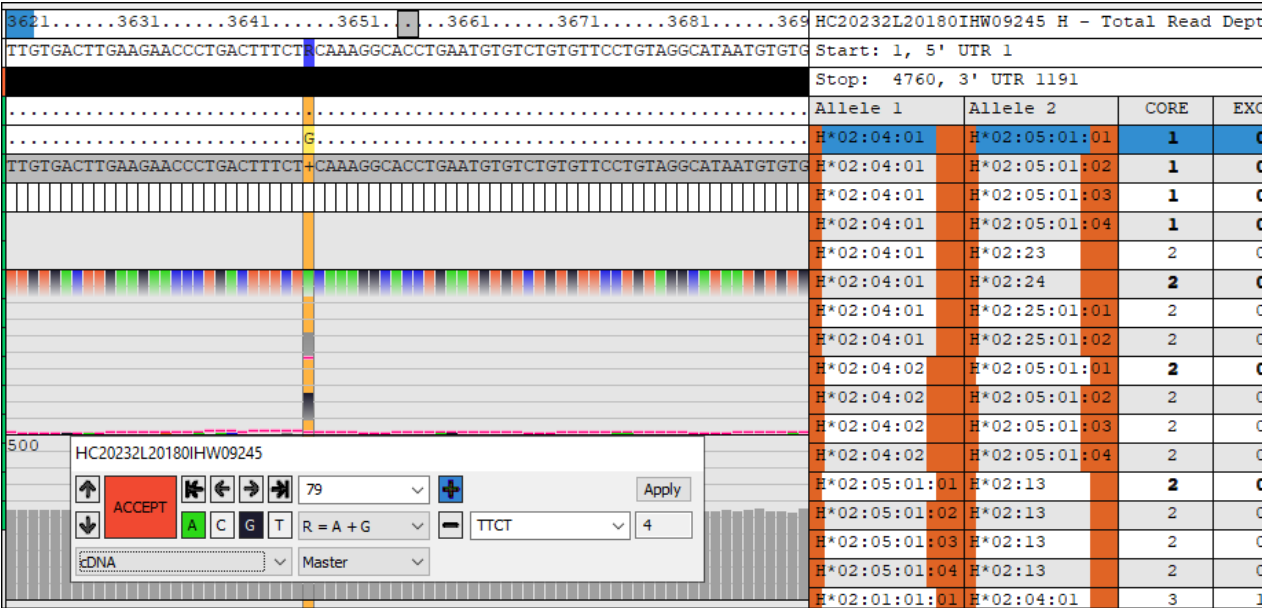 3621......3631......3641......3651......3661......3671......3681......369
HC20232L20180IHW09245 H - Total Read Dept
TTGTGACTTGAAGAACCCTGACTTTCTRCAAAGGCACCTGAATGTGTCTGTGTTCCTGTAGGCATAATGTGTG
Start: 1, 5' UTR 1
Stop: 4760, 3' UTR 1191
Allele 1 Allele 2 CORE EXC
G
H*02:04:01 H*02:05:01:01 1
TTGTGACTTGAAGAACCCTGACTTTCT+CAAAGGCACCTGAATGTGTCTGTGTTCCTGTAGGCATAATGTGTG
H*02:04:01 H*02:05:01:02 1
H*02:04:01 H*02:05:01:03 1
H*02:04:01 H*02:05:01:04 1
H*02:04:01 H*02:23 2
H*02:04:01 H*02:24 2
H*02:04:01 H*02:25:01:01 2
H*02:04:01 H*02:25:01:02 2
H*02:04:02 H*02:05:01:01 2
H*02:04:02 H*02:05:01:02 2
H*02:04:02 H*02:05:01:03 2
H*02:04:02 H*02:05:01:04 2
H*02:05:01:01 H*02:13 2
H*02:05:01:02 H*02:13 2
H*02:05:01:03 H*02:13 2
H*02:05:01:04 H*02:13 2
H*02:01:01:01 H*02:04:01 3
500
HC20232L20180IHW09245
ACCEPT 79 Apply
A C G T R = A + G TTCT 4
cDNA Master